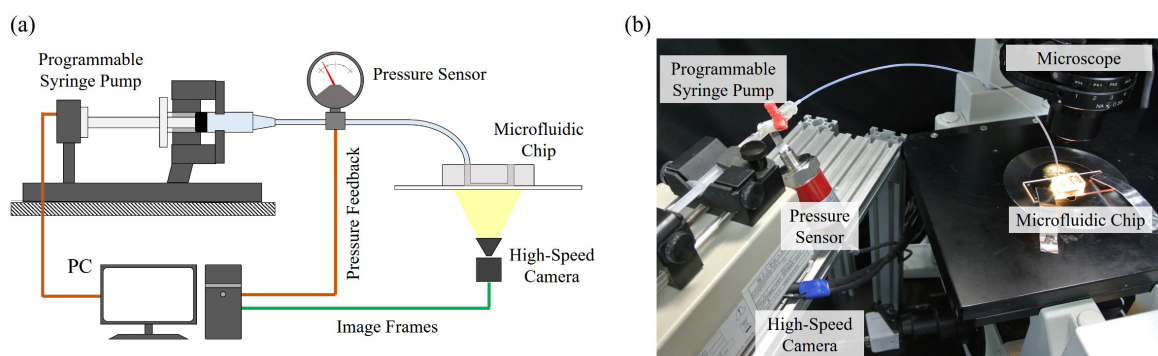 (a)
Programmable
Syringe Pump
Pressure Sensor
Microfluidic
Chip
Pressure Feedback
High-Speed
Camera
PC
Image Frames
(b)
Programmable
Syringe Pump
Microscope
Pressure
Sensor
Microfluidic Chip
High-Speed
Camera